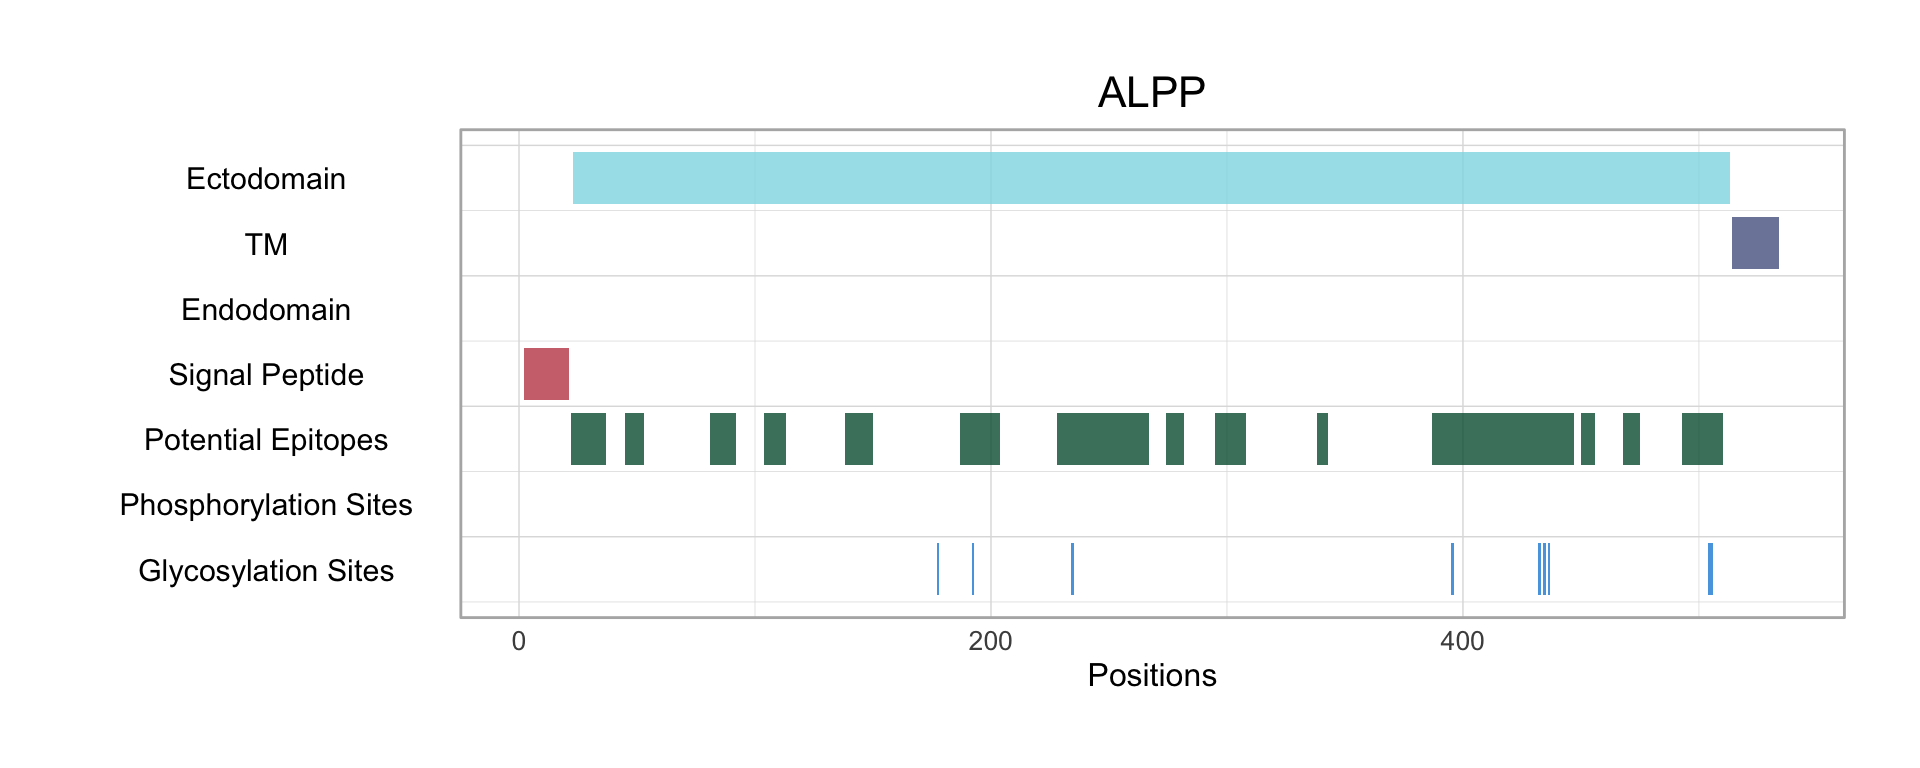 ALPP
Ectodomain
TM
Endodomain
Signal Peptide
Potential Epitopes
Phosphorylation Sites
Glycosylation Sites
0 200 400
Positions